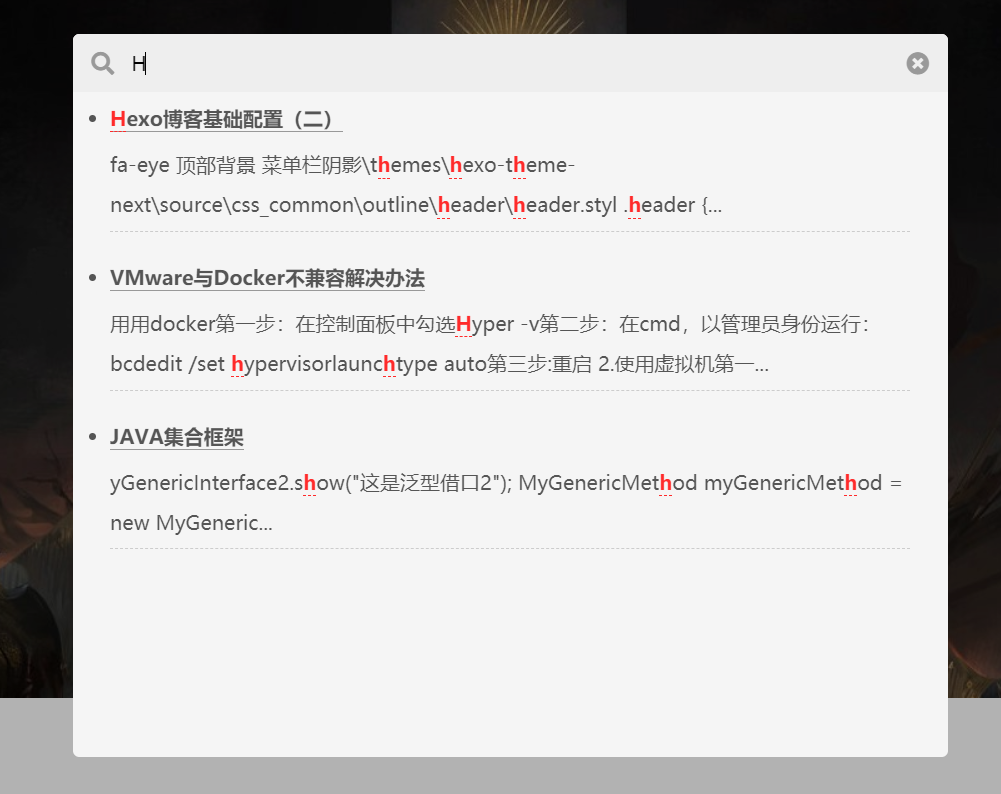 H
Hexo博客基础配置（二）
fa-eye 顶部背景 菜单栏阴影\themes\hexo-theme-
next\source\css_common\outline\header\header.styl .header {...
VMware与Docker不兼容解决办法
用用docker第一步：在控制面板中勾选Hyper -v第二步：在cmd，以管理员身份运行：
bcdedit /set hypervisorlaunchtype auto第三步:重启 2.使用虚拟机第一...
JAVA集合框架
yGenericInterface2.show("这是泛型借口2"); MyGenericMethod myGenericMethod =
new MyGeneric...